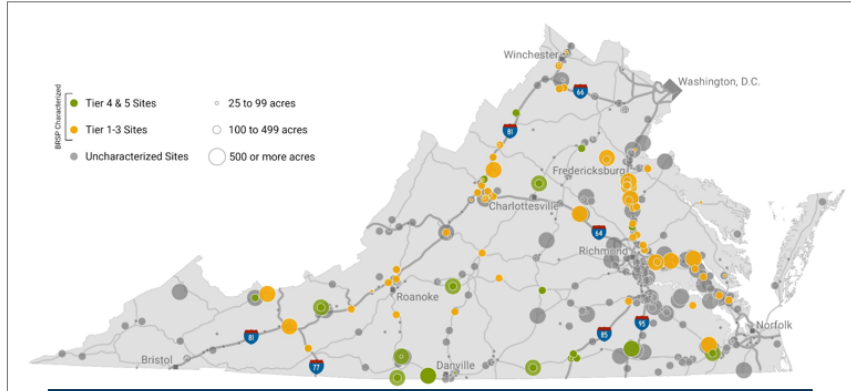 BRSP Characterized
Tier 4 & 5 Sites
Tier 1-3 Sites
Uncharacterized Sites
25 to 99 acres
100 to 499 acres
500 or more acres
Winchester
66
Washington, D.C.
81
Fredericksburg
Charlottesville
64
Richmond
Roanoke
81
Bristol
77
Danville
85
95
Norfolk